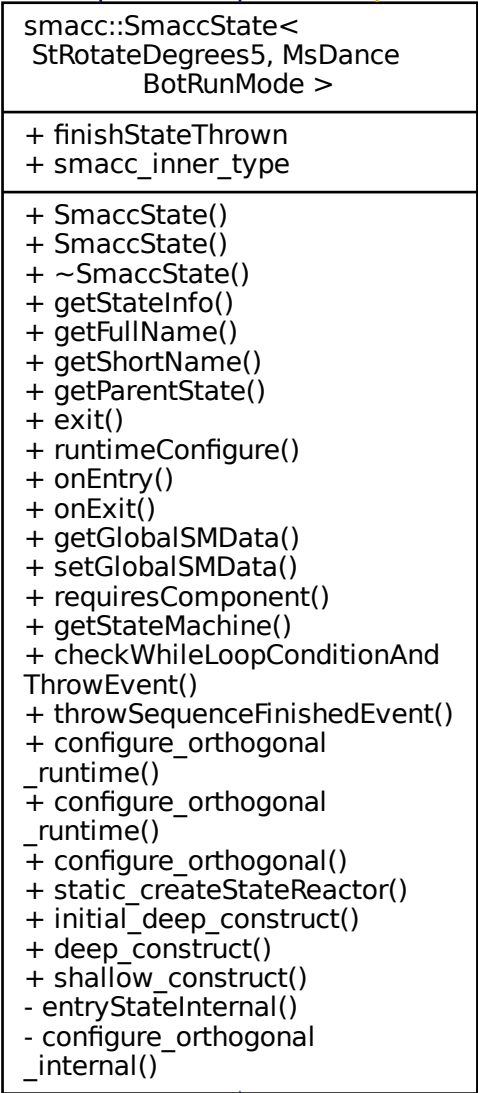 smacc::SmaccState<
StRotateDegrees5, MsDance
BotRunMode >
+ finishStateThrown
+ smacc_inner_type
+ SmaccState()
+ SmaccState()
+ ~SmaccState()
+ getStateInfo()
+ getFullName()
+ getShortName()
+ getParentState()
+ exit()
+ runtimeConfigure()
+ onEntry()
+ onExit()
+ getGlobalSMData()
+ setGlobalSMData()
+ requiresComponent()
+ getStateMachine()
+ checkWhileLoopConditionAnd
ThrowEvent()
+ throwSequenceFinishedEvent()
+ configure_orthogonal
_runtime()
+ configure_orthogonal
_runtime()
+ configure_orthogonal()
+ static_createStateReactor()
+ initial_deep_construct()
+ deep_construct()
+ shallow_construct()
- entryStateInternal()
- configure_orthogonal
_internal()